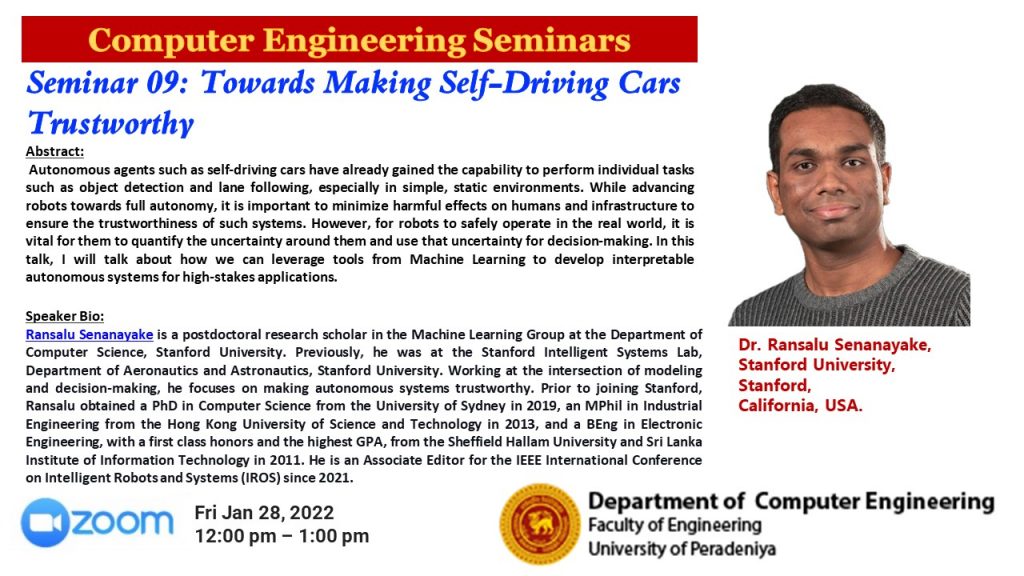 Computer Engineering Seminars
Seminar 09: Towards Making Self-Driving Cars
Trustworthy
Abstract:
Autonomous agents such as self-driving cars have already gained the capability to perform individual tasks
such as object detection and lane following, especially in simple, static environments. While advancing
robots towards full autonomy, it is important to minimize harmful effects on humans and infrastructure to
ensure the trustworthiness of such systems. However, for robots to safely operate in the real world, it is
vital for them to quantify the uncertainty around them and use that uncertainty for decision-making. In this
talk, I will talk about how we can leverage tools from Machine Learning to develop interpretable
autonomous systems for high-stakes applications.
Speaker Bio:
Ransalu Senanayake is a postdoctoral research scholar in the Machine Learning Group at the Department of
Computer Science, Stanford University. Previously, he was at the Stanford Intelligent Systems Lab,
Department of Aeronautics and Astronautics, Stanford University. Working at the intersection of modeling
and decision-making, he focuses on making autonomous systems trustworthy. Prior to joining Stanford,
Ransalu obtained a PhD in Computer Science from the University of Sydney in 2019, an MPhil in Industrial
Engineering from the Hong Kong University of Science and Technology in 2013, and a BEng in Electronic
Engineering, with a first class honors and the highest GPA, from the Sheffield Hallam University and Sri Lanka
Institute of Information Technology in 2011. He is an Associate Editor for the IEEE International Conference
on Intelligent Robots and Systems (IROS) since 2021.
Dr. Ransalu Senanayake,
Stanford University,
Stanford,
California, USA.
zoom
Fri Jan 28, 2022
12:00 pm – 1:00 pm
Department of Computer Engineering
Faculty of Engineering
University of Peradeniya